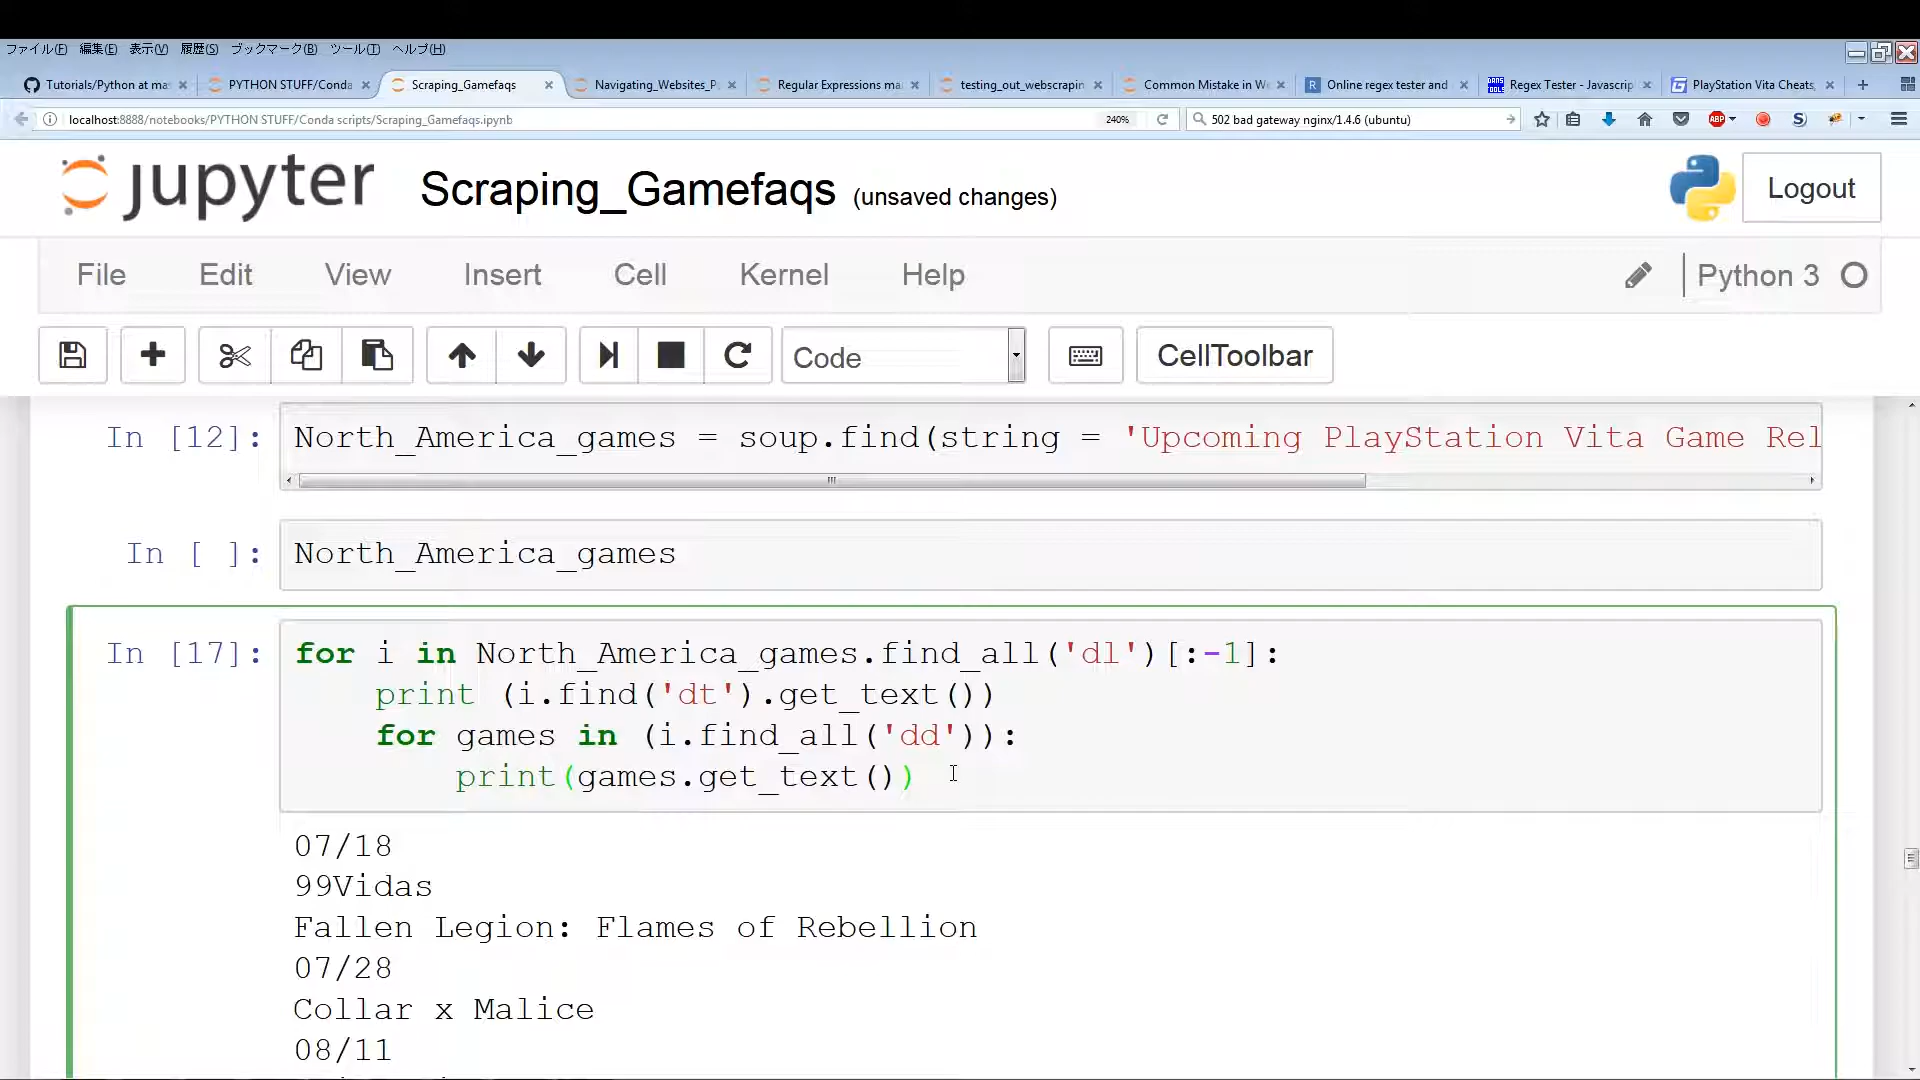 ファイル(F) 編集(E) 表示(V) 履歴(S) ブックマーク(B) ツール(T) ヘルプ(H)
Tutorials/Python at ma PYTHON STUFF/Conda Scraping_Gamefaqs Navigating_Websites_P Regular Expressions ma testing_out_webscrapin Common Mistake in W Online regex tester and Regex Tester - Javascrip PlayStation Vita Cheats,
localhost:8888/notebooks/PYTHON STUFF/Conda scripts/Scraping_Gamefaqs.ipynb 240% 502 bad gateway nginx/1.4.6 (ubuntu) ABP
jupyter Scraping_Gamefaqs (unsaved changes) Logout
File Edit View Insert Cell Kernel Help Python 3
Code CellToolbar
In [12]: North_America_games = soup.find(string = 'Upcoming PlayStation Vita Game Rel
In [ ]: North_America_games
In [17]: for i in North_America_games.find_all('dl')[:-1]:
print (i.find('dt').get_text())
for games in (i.find_all('dd')):
print(games.get_text())
07/18
99Vidas
Fallen Legion: Flames of Rebellion
07/28
Collar x Malice
08/11